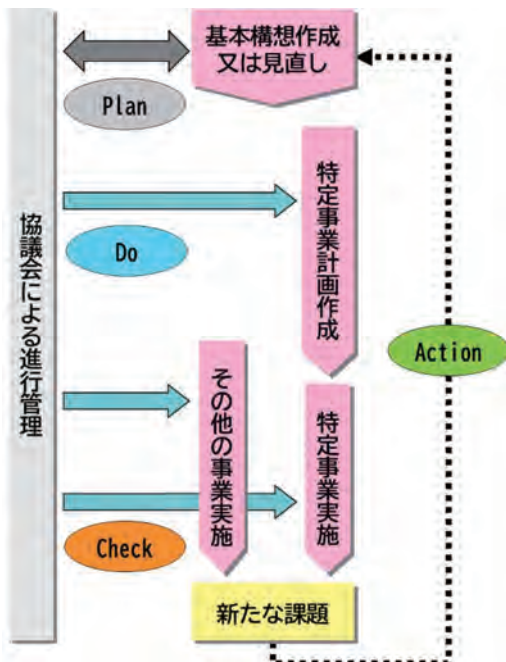 基本構想作成
又は見直し
Plan
協議会による進行管理
特定事業計画作成
Do
Action
その他の事業実施
特定事業実施
Check
新たな課題